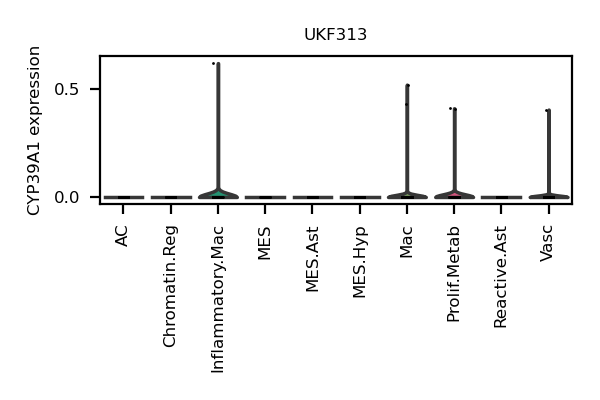 UKF313
CYP39A1 expression
0.5
0.0
AC
Chromatin.Reg
Inflammatory.Mac
MES
MES.Ast
MES.Hyp
Mac
Prolif.Metab
Reactive.Ast
Vasc